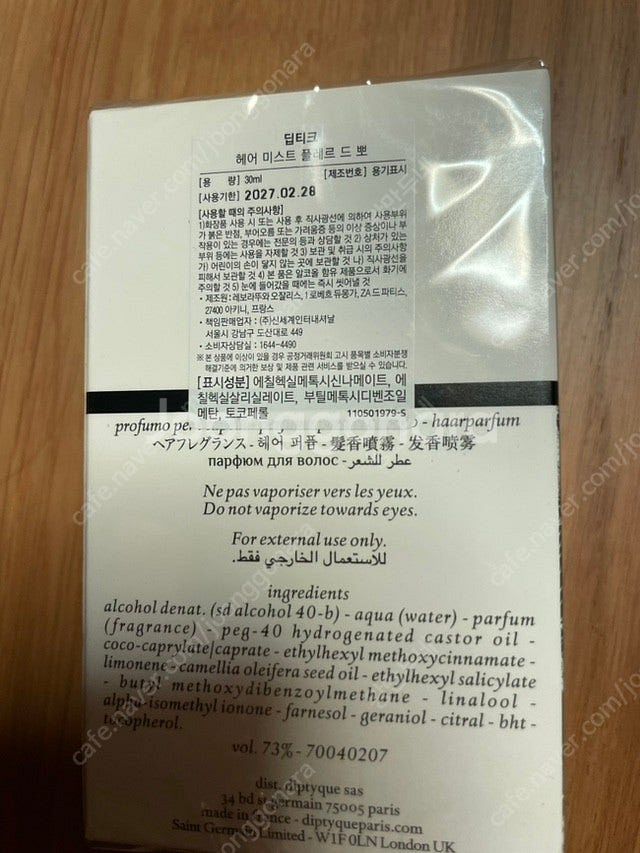 딥티크
헤어 미스트 플레르 드 뽀
[용 량] 30ml [제조번호] 용기표시
[사용기한] 2027.02.28
[사용할 때의 주의사항]
1)화장품 사용 시 또는 사용 후 직사광선에 의하여 사용부위
가 붉은 반점, 부어오름 또는 가려움증 등의 이상 증상이나 부
작용이 있는 경우에는 전문의 등과 상담할 것 2) 상처가 있는
부위 등에는 사용을 자제할 것 3) 보관 및 취급 시의 주의사항
가) 어린이의 손이 닿지 않는 곳에 보관할 것 나) 직사광선을
피해서 보관할 것 4) 본 품은 알코올 함유 제품으로서 화기에
주의할 것 5) 눈에 들어갔을 때에는 즉시 씻어낼 것
• 제조원 : 레보라뚜와 오잘리스, 1 로베흐 듀몽가, ZA 드 파티스,
27400 아키니, 프랑스
• 책임판매업자 : (주)신세계인터내셔날
서울시 강남구 도산대로 449
• 소비자상담실 : 1644-4490
※ 본 상품에 이상이 있을 경우 공정거래위원회 고시 품목별 소비자분쟁
해결기준에 의거한 보상 및 제품 관련 서비스를 받으실 수 있습니다.
[표시성분] 에칠헥실메톡시신나메이트, 에
칠헥실살리실레이트, 부틸메톡시디벤조일
메탄, 토코페롤 110501979-S
profumo - haarparfum
ヘアフレグランス - 헤어 퍼퓸 - 髮香噴霧 - 发香喷雾
парфюм для волос - عطر للشعر
Ne pas vaporiser vers les yeux.
Do not vaporize towards eyes.
For external use only.
للاستعمال الخارجي فقط.
ingredients
alcohol denat. (sd alcohol 40-b) - aqua (water) - parfum
(fragrance) - peg-40 hydrogenated castor oil -
coco-caprylate|caprate - ethylhexyl methoxycinnamate -
limonene - camellia oleifera seed oil - ethylhexyl salicylate
- butyl methoxydibenzoylmethane - linalool -
alpha-isomethyl ionone - farnesol - geraniol - citral - bht -
tocopherol.
vol. 73% - 70040207
dist. diptyque sas
34 bd st germain 75005 paris
made in france - diptyqueparis.com
Saint Germain Limited - W1F 0LN London UK
Joonggonara
cafe.naver.com/joonggonara